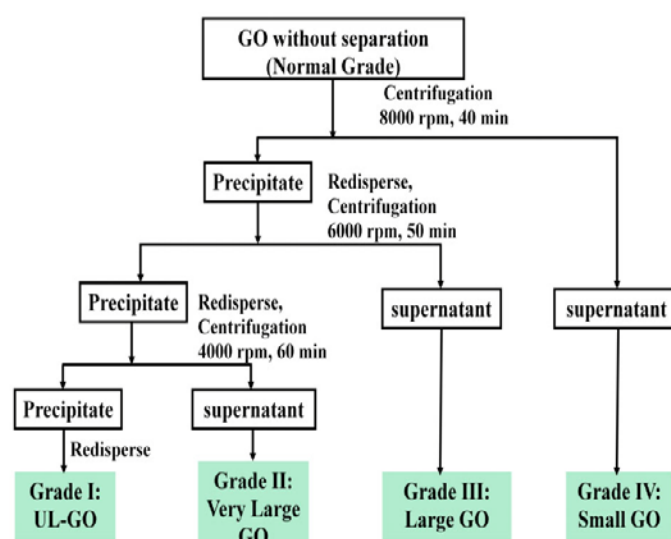 GO without separation
(Normal Grade)
Centrifugation
8000 rpm, 40 min
Precipitate
Redisperse,
Centrifugation
6000 rpm, 50 min
Precipitate
Redisperse,
Centrifugation
4000 rpm, 60 min
supernatant
supernatant
Precipitate
supernatant
Redisperse
Grade I:
UL-GO
Grade II:
Very Large
GO
Grade III:
Large GO
Grade IV:
Small GO